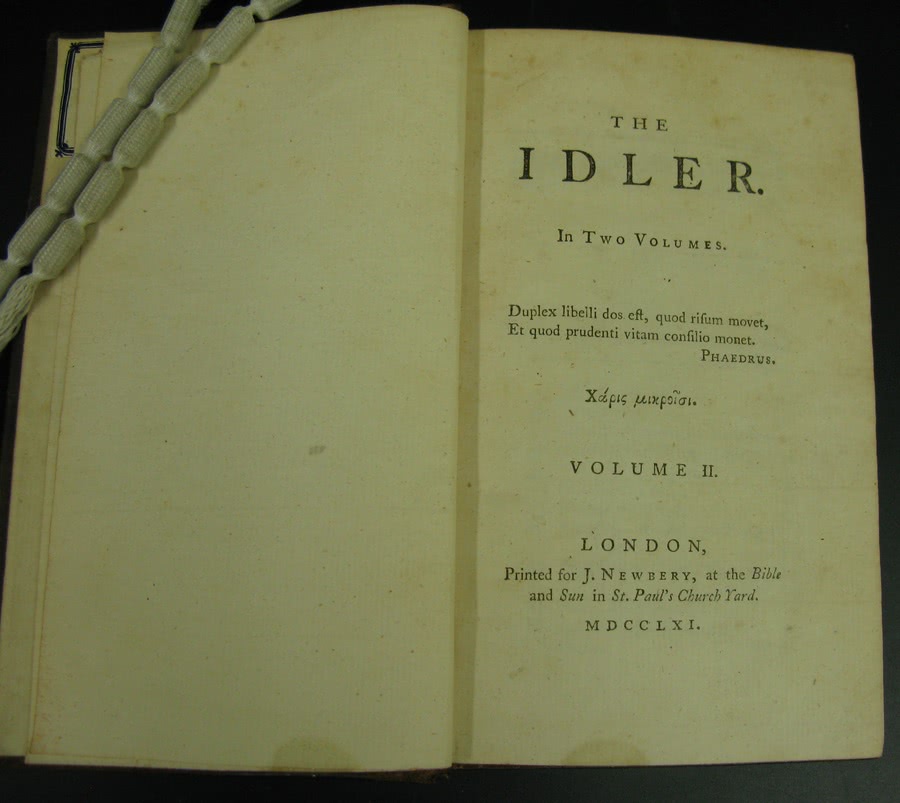 THE
IDLER.
In Two Volumes.
Duplex libelli dos eſt, quod riſum movet,
Et quod prudenti vitam conſilio monet.
PHAEDRUS.
Χάρις μικροῖσι.
VOLUME II.
LONDON,
Printed for J. NEWBERY, at the Bible
and Sun in St. Paul's Church Yard.
MDCCLXI.